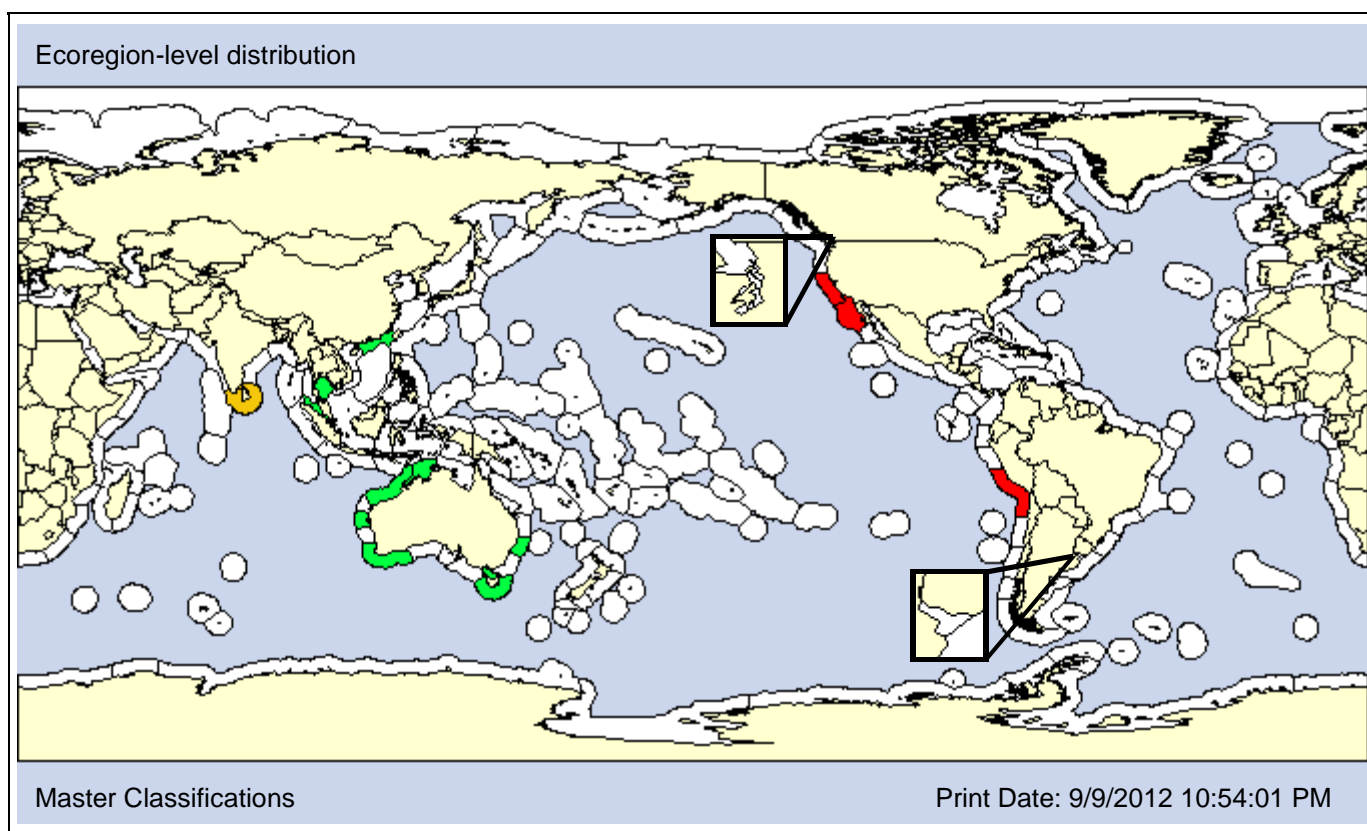 Ecoregion-level distribution
Master Classifications
Print Date: 9/9/2012 10:54:01 PM